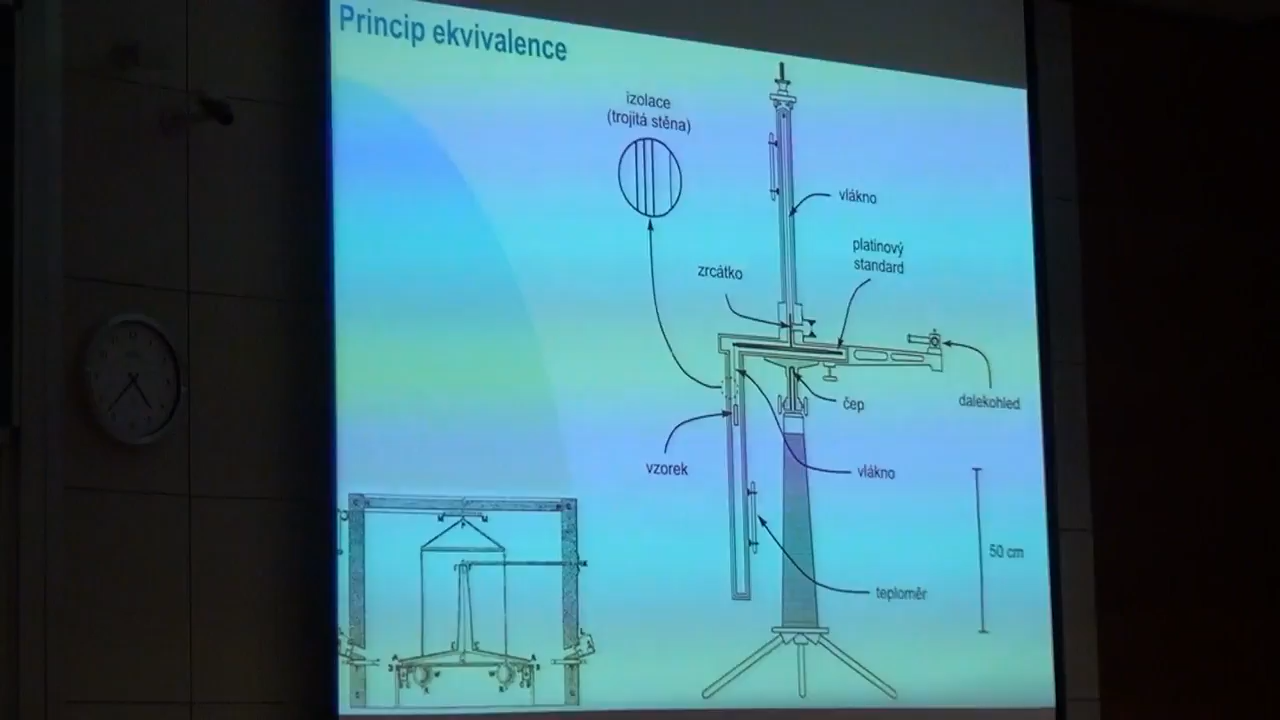 Princip ekvivalence
izolace
(trojitá stěna)
vlákno
platinový
standard
zrcátko
dalekohled
čep
vzorek
vlákno
50 cm
teploměr